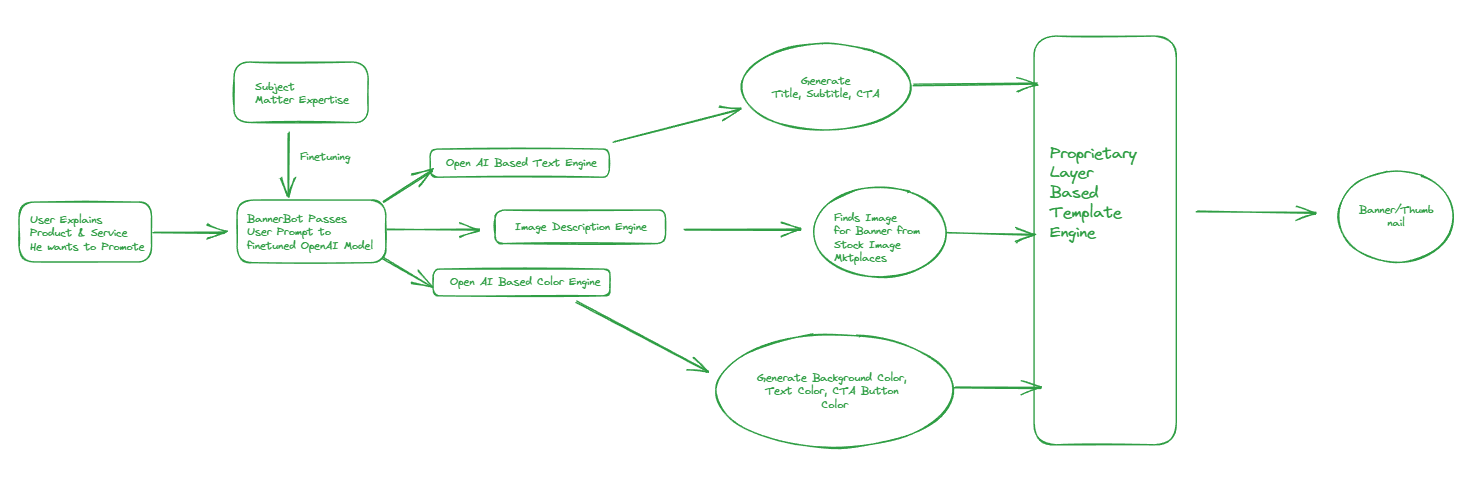 Subject
Matter Expertise
Finetuning
User Explains
Product & Service
He wants to Promote
BannerBot Passes
User Prompt to
finetuned OpenAI Model
Open AI Based Text Engine
Image Description Engine
Open AI Based Color Engine
Generate
Title, Subtitle, CTA
Finds Image
for Banner from
Stock Image
Mktplaces
Generate Background Color,
Text Color, CTA Button
Color
Proprietary
Layer
Based
Template
Engine
Banner/Thumb
nail